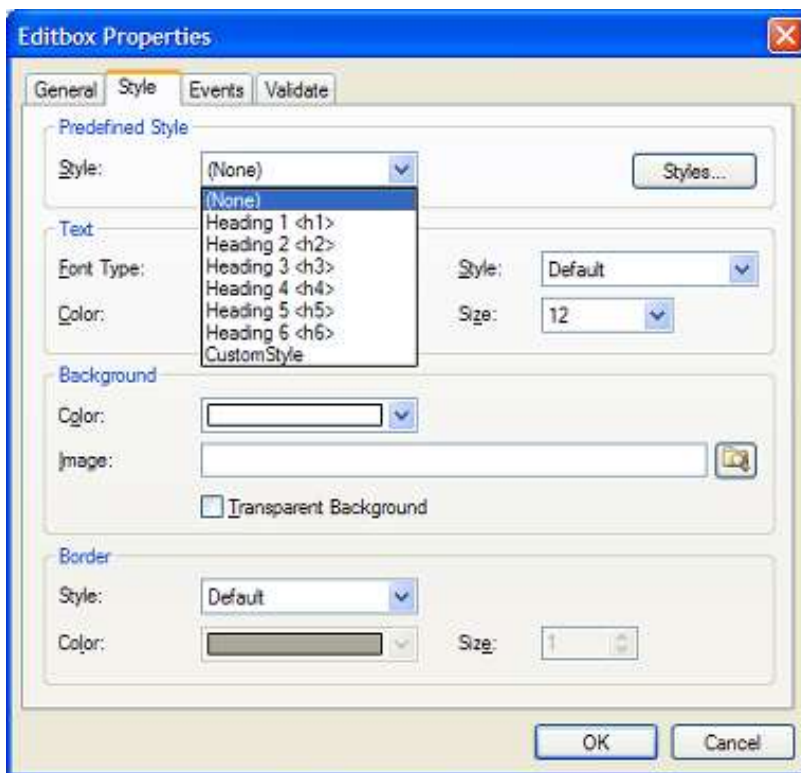 Editbox Properties
General Style Events Validate
Predefined Style
Style: (None) Styles...
(None)
Heading 1 <h1>
Heading 2 <h2>
Heading 3 <h3>
Heading 4 <h4>
Heading 5 <h5>
Heading 6 <h6>
CustomStyle
Text
Font Type: Style: Default
Color: Size: 12
Background
Color:
Image:
Transparent Background
Border
Style: Default
Color: Size: 1
OK Cancel